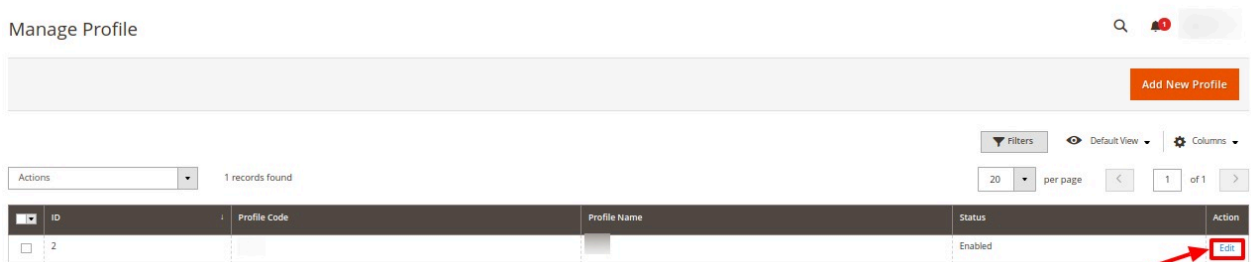 Manage Profile
1
Add New Profile
Filters
Default View
Columns
Actions
1 records found
20
per page
1
of 1
ID ↓ Profile Code Profile Name Status Action
2 Enabled Edit